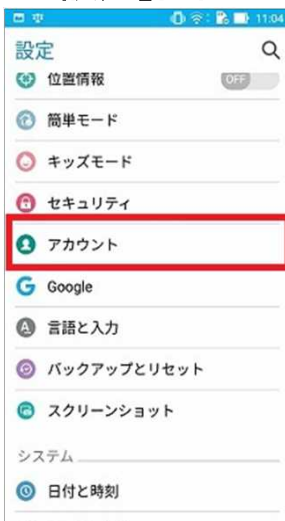 11:04
設定
位置情報 OFF
簡単モード
キッズモード
セキュリティ
アカウント
Google
言語と入力
バックアップとリセット
スクリーンショット
システム
日付と時刻